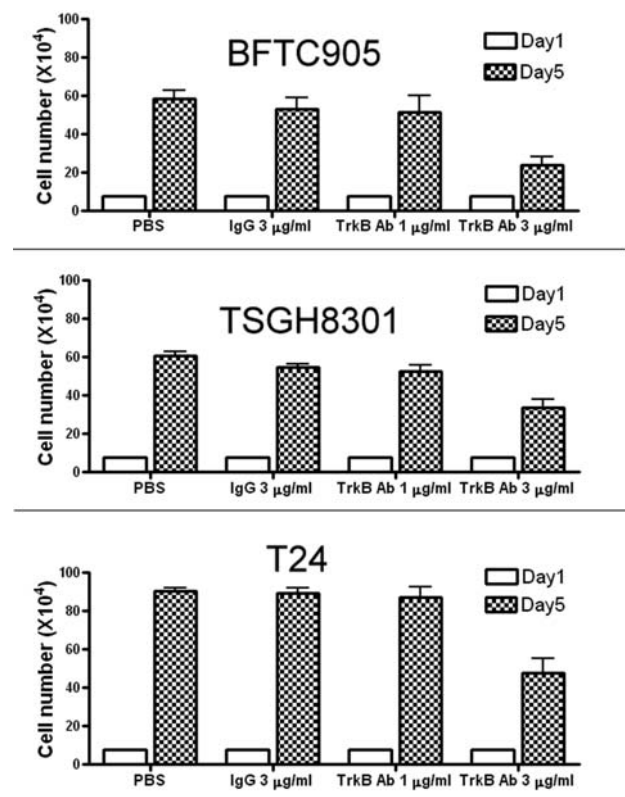 BFTC905
Day1
Day5
Cell number (X10⁴)
100
80
60
40
20
0
PBS
IgG 3 μg/ml
TrkB Ab 1 μg/ml
TrkB Ab 3 μg/ml
TSGH8301
Day1
Day5
Cell number (X10⁴)
100
80
60
40
20
0
PBS
IgG 3 μg/ml
TrkB Ab 1 μg/ml
TrkB Ab 3 μg/ml
T24
Day1
Day5
Cell number (X10⁴)
100
80
60
40
20
0
PBS
IgG 3 μg/ml
TrkB Ab 1 μg/ml
TrkB Ab 3 μg/ml